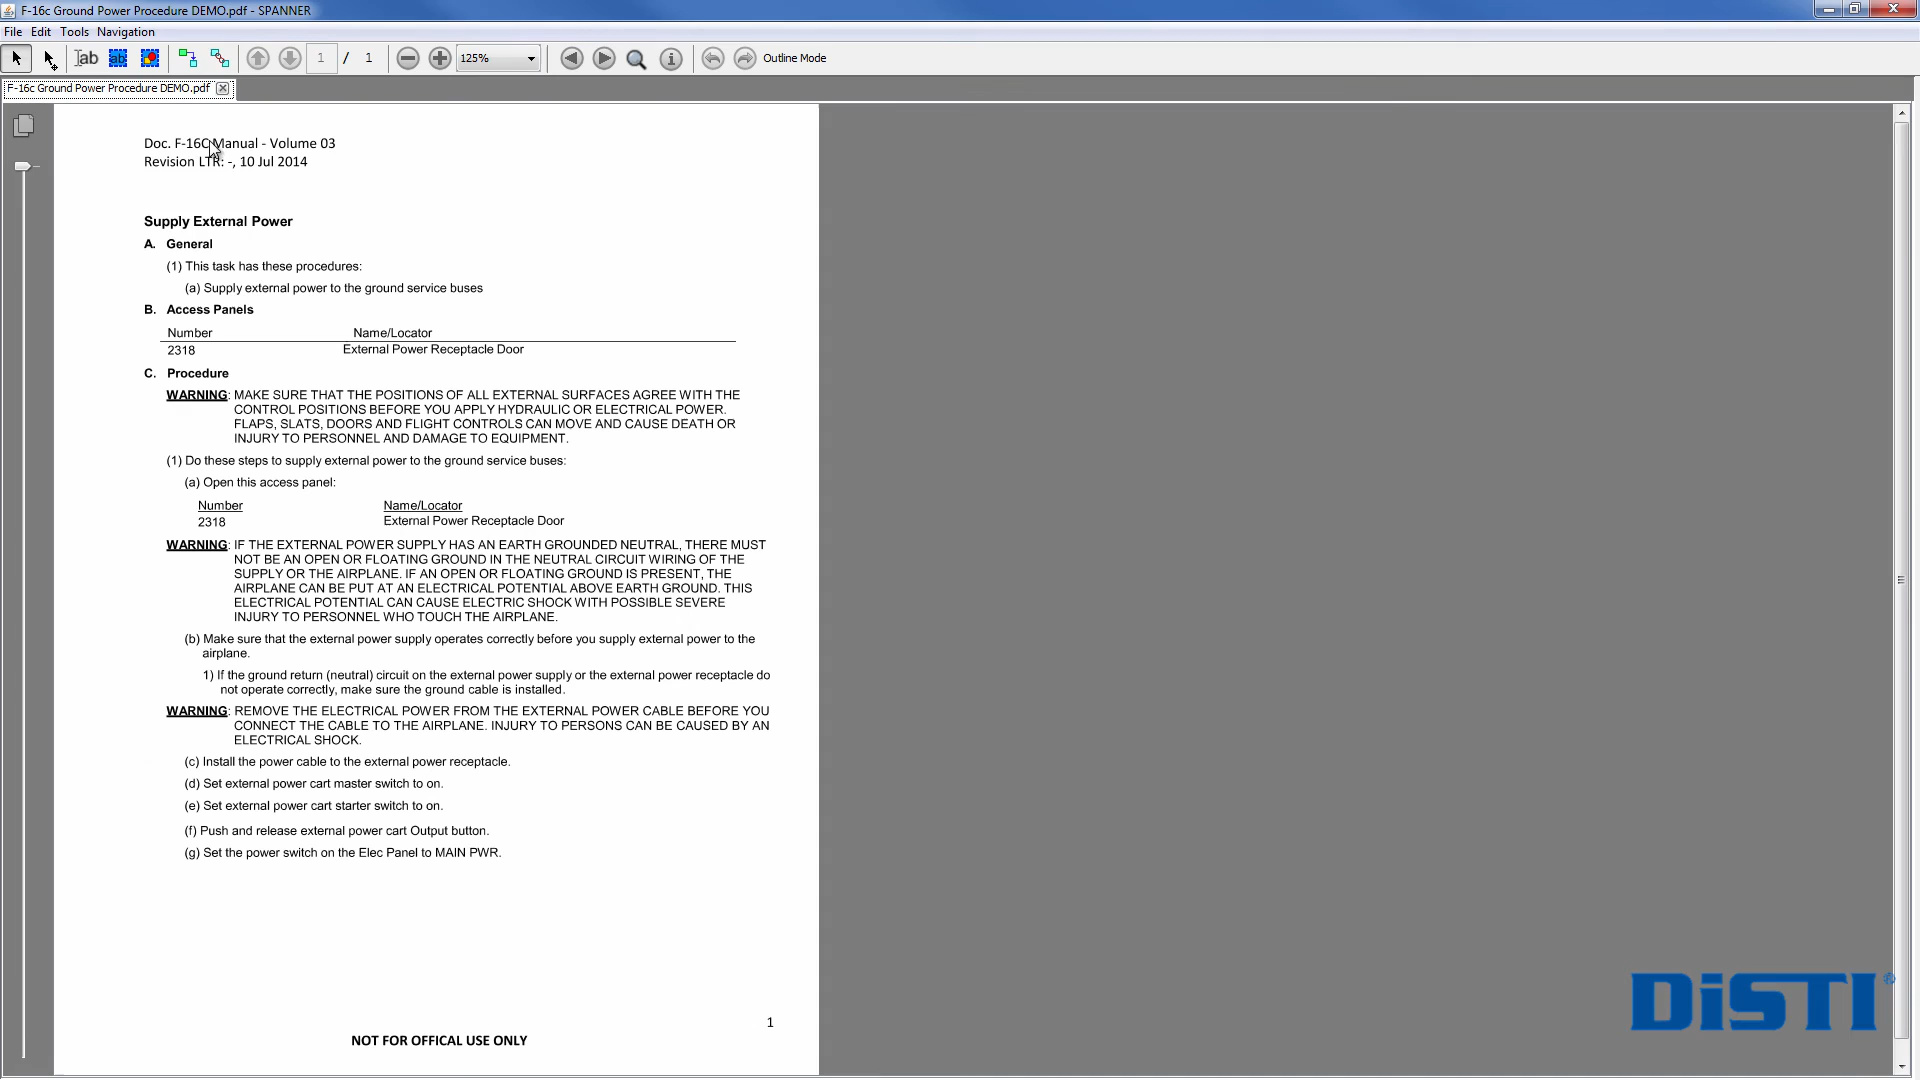 F-16c Ground Power Procedure DEMO.pdf - SPANNER
File Edit Tools Navigation
ab ab 1 / 1 125% Outline Mode
F-16c Ground Power Procedure DEMO.pdf
Doc. F-16C Manual - Volume 03
Revision LTR: -, 10 Jul 2014
Supply External Power
A. General
(1) This task has these procedures:
(a) Supply external power to the ground service buses
B. Access Panels
Number Name/Locator
2318 External Power Receptacle Door
C. Procedure
WARNING: MAKE SURE THAT THE POSITIONS OF ALL EXTERNAL SURFACES AGREE WITH THE
CONTROL POSITIONS BEFORE YOU APPLY HYDRAULIC OR ELECTRICAL POWER.
FLAPS, SLATS, DOORS AND FLIGHT CONTROLS CAN MOVE AND CAUSE DEATH OR
INJURY TO PERSONNEL AND DAMAGE TO EQUIPMENT.
(1) Do these steps to supply external power to the ground service buses:
(a) Open this access panel:
Number Name/Locator
2318 External Power Receptacle Door
WARNING: IF THE EXTERNAL POWER SUPPLY HAS AN EARTH GROUNDED NEUTRAL, THERE MUST
NOT BE AN OPEN OR FLOATING GROUND IN THE NEUTRAL CIRCUIT WIRING OF THE
SUPPLY OR THE AIRPLANE. IF AN OPEN OR FLOATING GROUND IS PRESENT, THE
AIRPLANE CAN BE PUT AT AN ELECTRICAL POTENTIAL ABOVE EARTH GROUND. THIS
ELECTRICAL POTENTIAL CAN CAUSE ELECTRIC SHOCK WITH POSSIBLE SEVERE
INJURY TO PERSONNEL WHO TOUCH THE AIRPLANE.
(b) Make sure that the external power supply operates correctly before you supply external power to the
airplane.
1) If the ground return (neutral) circuit on the external power supply or the external power receptacle do
not operate correctly, make sure the ground cable is installed.
WARNING: REMOVE THE ELECTRICAL POWER FROM THE EXTERNAL POWER CABLE BEFORE YOU
CONNECT THE CABLE TO THE AIRPLANE. INJURY TO PERSONS CAN BE CAUSED BY AN
ELECTRICAL SHOCK.
(c) Install the power cable to the external power receptacle.
(d) Set external power cart master switch to on.
(e) Set external power cart starter switch to on.
(f) Push and release external power cart Output button.
(g) Set the power switch on the Elec Panel to MAIN PWR.
1
NOT FOR OFFICAL USE ONLY
DiSTI®